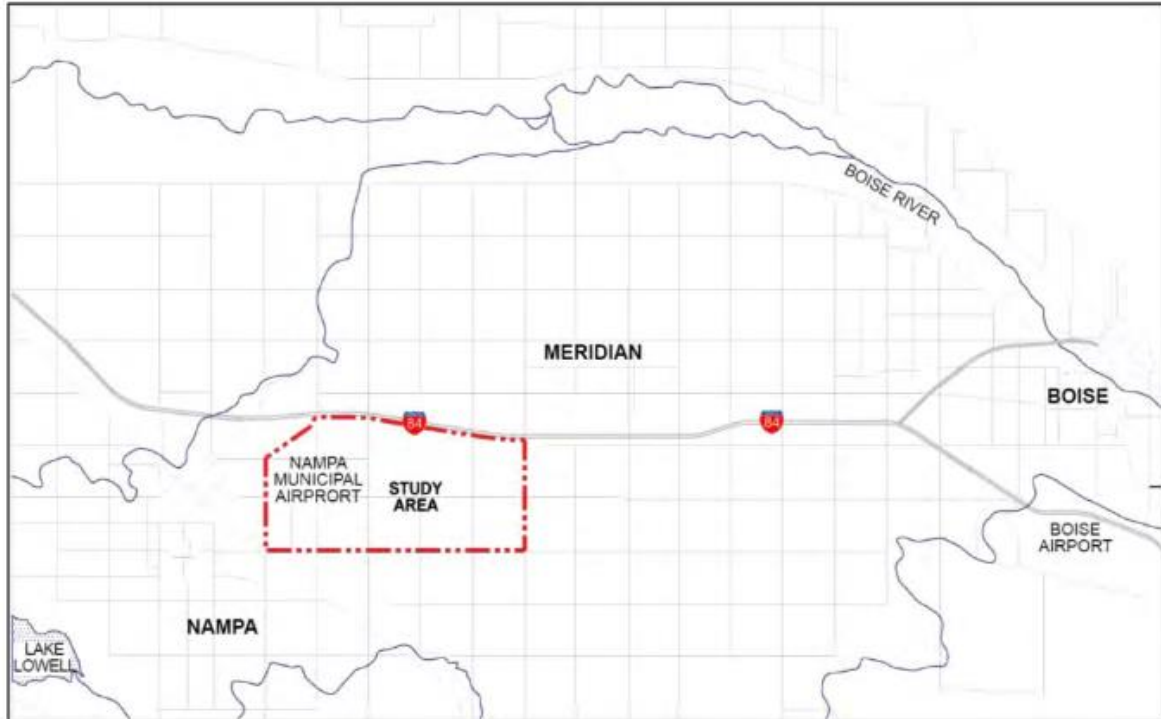 BOISE RIVER
MERIDIAN
BOISE
84
84
NAMPA
MUNICIPAL
AIRPRORT
STUDY
AREA
BOISE
AIRPORT
NAMPA
LAKE
LOWELL